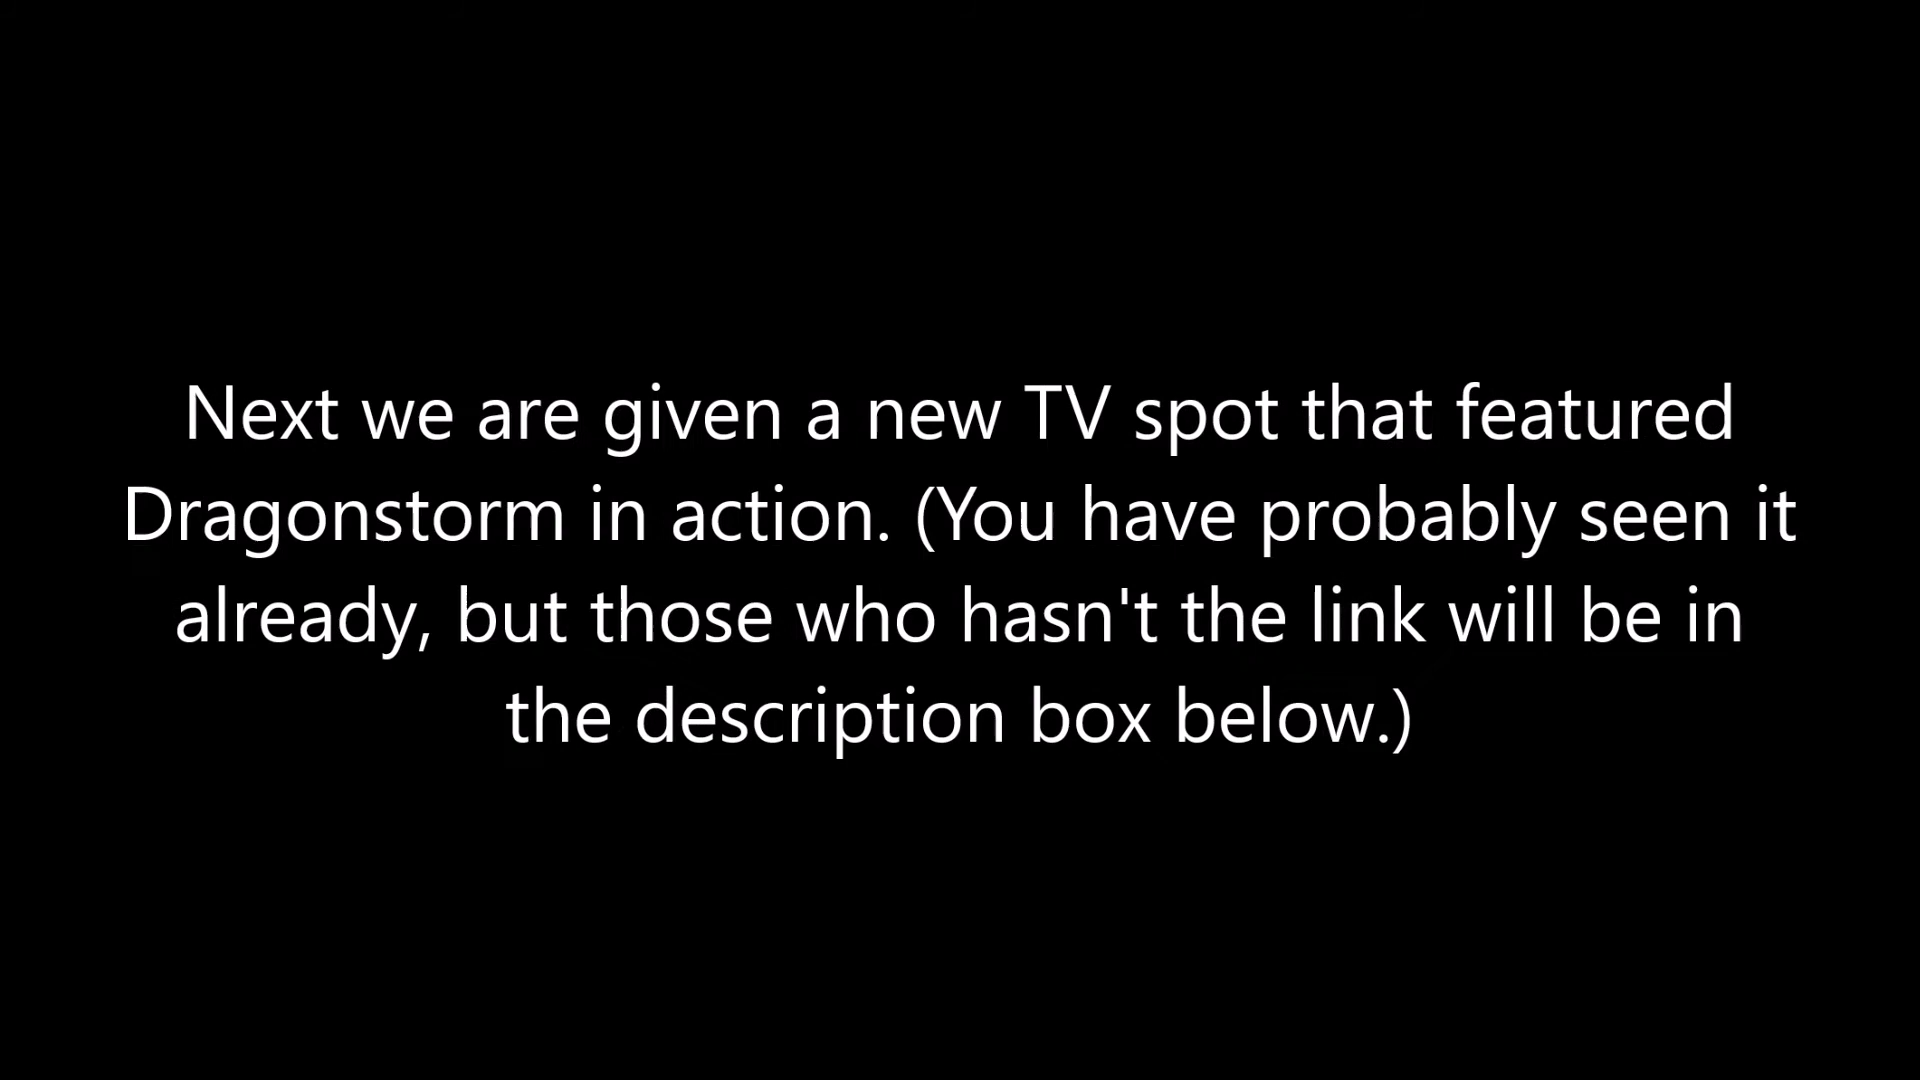 Next we are given a new TV spot that featured
Dragonstorm in action. (You have probably seen it
already, but those who hasn't the link will be in
the description box below.)